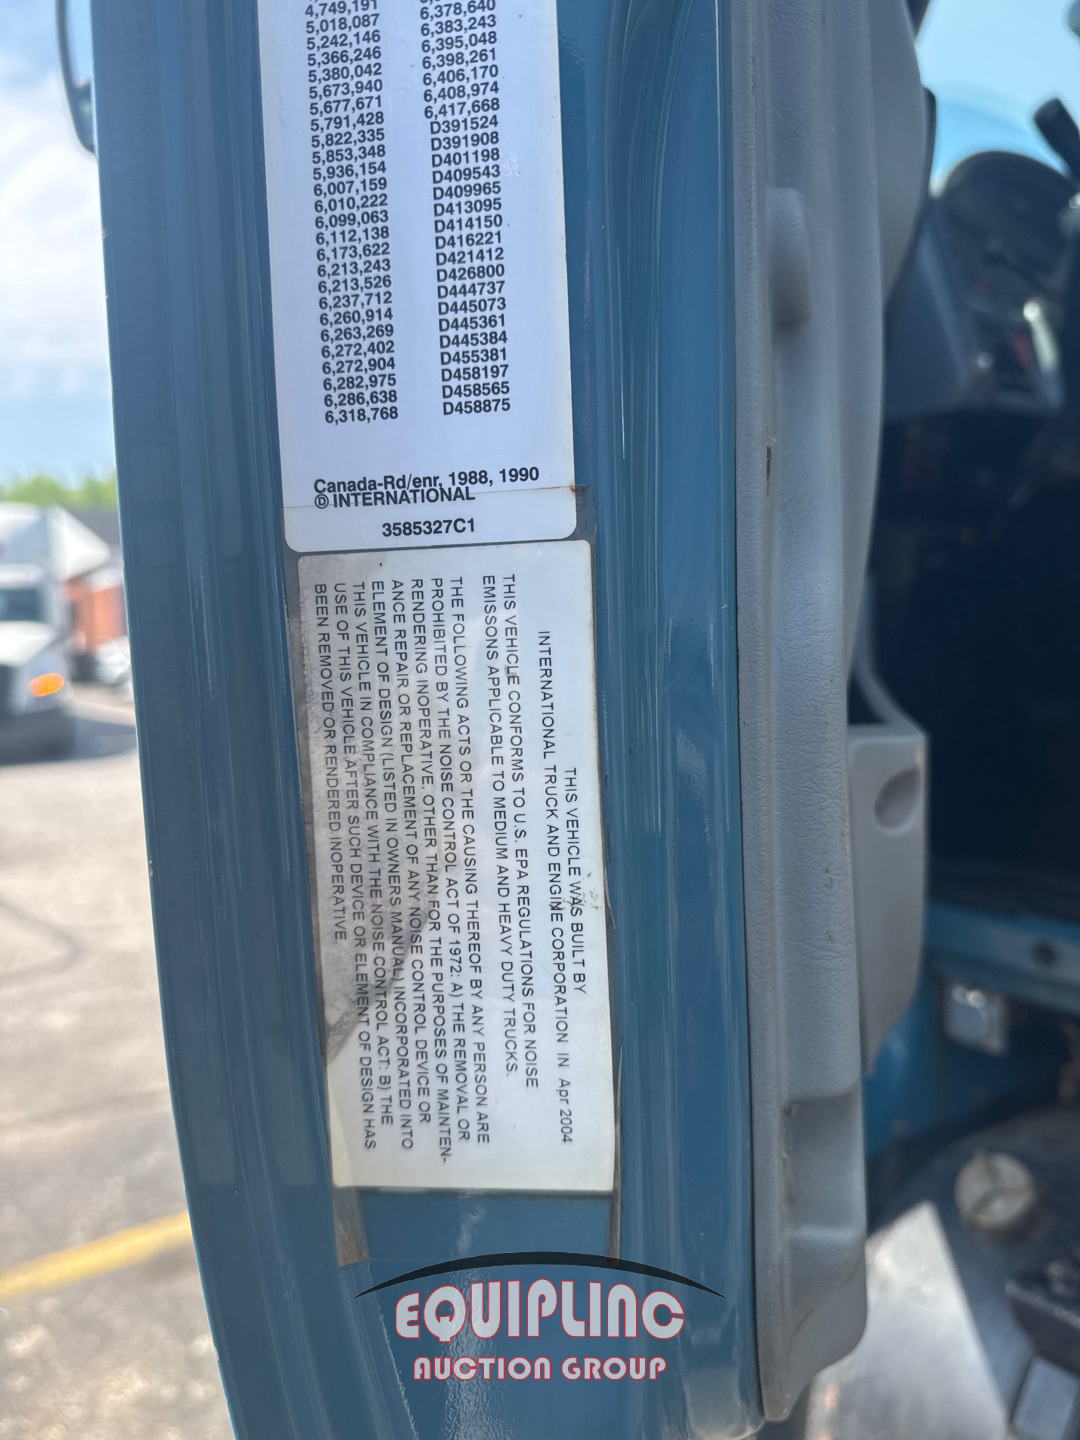 4,749,191
5,018,087
5,242,146
5,366,246
5,380,042
5,673,940
5,677,671
5,791,428
5,822,335
5,853,348
5,936,154
6,007,159
6,010,222
6,099,063
6,112,138
6,173,622
6,213,243
6,213,526
6,237,712
6,260,914
6,263,269
6,272,402
6,272,904
6,282,975
6,286,638
6,318,768
6,378,640
6,383,243
6,395,048
6,398,261
6,406,170
6,408,974
6,417,668
D391524
D391908
D401198
D409543
D409965
D413095
D414150
D416221
D421412
D426800
D444737
D445073
D445361
D445384
D455381
D458197
D458565
D458875
Canada-Rd/enr, 1988, 1990
© INTERNATIONAL
3585327C1
THIS VEHICLE WAS BUILT BY
INTERNATIONAL TRUCK AND ENGINE CORPORATION IN Apr 2004
THIS VEHICLE CONFORMS TO U.S. EPA REGULATIONS FOR NOISE
EMISSONS APPLICABLE TO MEDIUM AND HEAVY DUTY TRUCKS.
THE FOLLOWING ACTS OR THE CAUSING THEREOF BY ANY PERSON ARE
PROHIBITED BY THE NOISE CONTROL ACT OF 1972: A) THE REMOVAL OR
RENDERING INOPERATIVE, OTHER THAN FOR THE PURPOSES OF MAINTEN-
ANCE REPAIR OR REPLACEMENT OF ANY NOISE CONTROL DEVICE OR
ELEMENT OF DESIGN (LISTED IN OWNERS MANUAL) INCORPORATED INTO
THIS VEHICLE IN COMPLIANCE WITH THE NOISE CONTROL ACT: B) THE
USE OF THIS VEHICLE AFTER SUCH DEVICE OR ELEMENT OF DESIGN HAS
BEEN REMOVED OR RENDERED INOPERATIVE.
EQUIPLINC
AUCTION GROUP